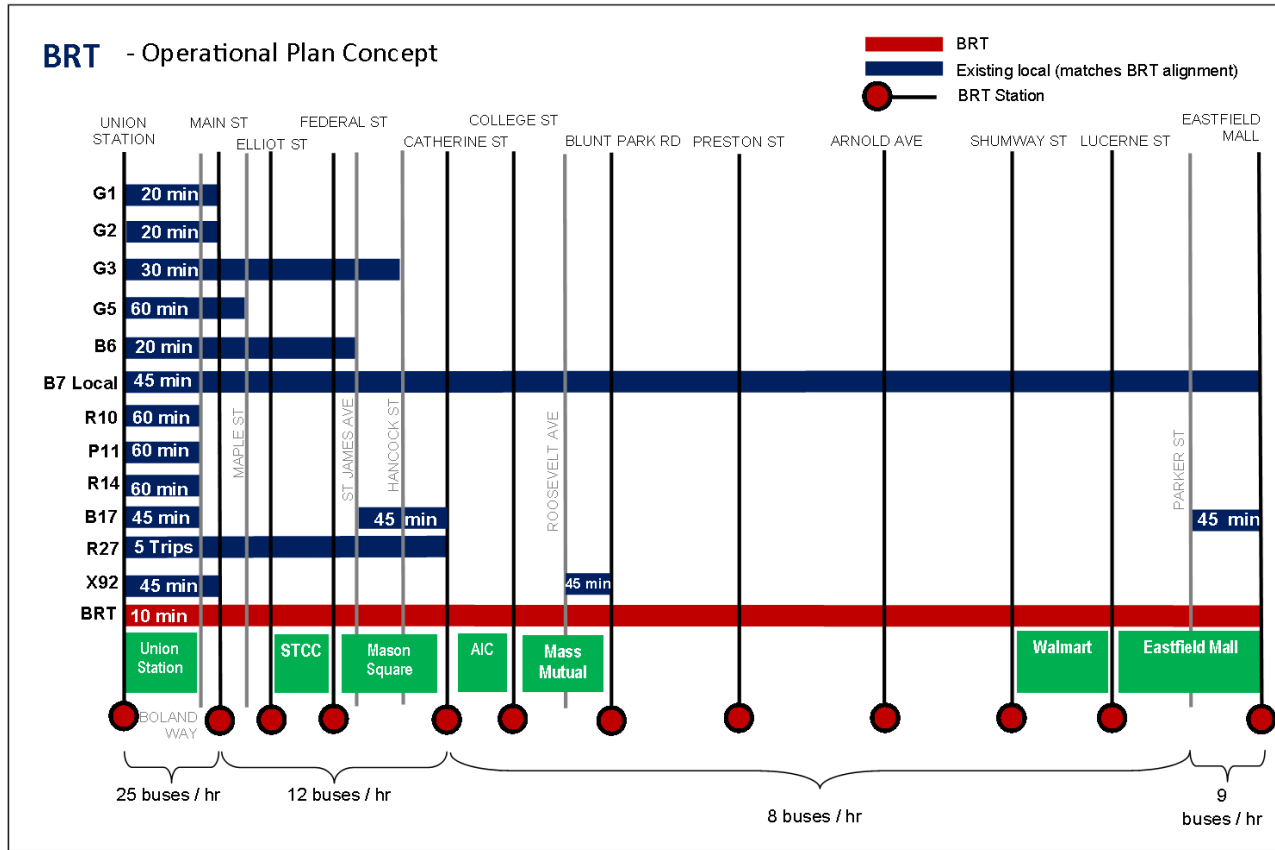 BRT - Operational Plan Concept
BRT
Existing local (matches BRT alignment)
BRT Station
UNION
STATION
MAIN ST
ELLIOT ST
FEDERAL ST
CATHERINE ST
COLLEGE ST
BLUNT PARK RD
PRESTON ST
ARNOLD AVE
SHUMWAY ST
LUCERNE ST
EASTFIELD
MALL
G1 20 min
G2 20 min
G3 30 min
G5 60 min
B6 20 min
B7 Local 45 min
R10 60 min
P11 60 min
R14 60 min
B17 45 min 45 min 45 min
R27 5 Trips
X92 45 min 45 min
BRT 10 min
MAPLE ST
ST JAMES AVE
HANCOCK ST
ROOSEVELT AVE
PARKER ST
Union
Station
STCC
Mason
Square
AIC
Mass
Mutual
Walmart
Eastfield Mall
BOLAND
WAY
25 buses / hr
12 buses / hr
8 buses / hr
9
buses / hr